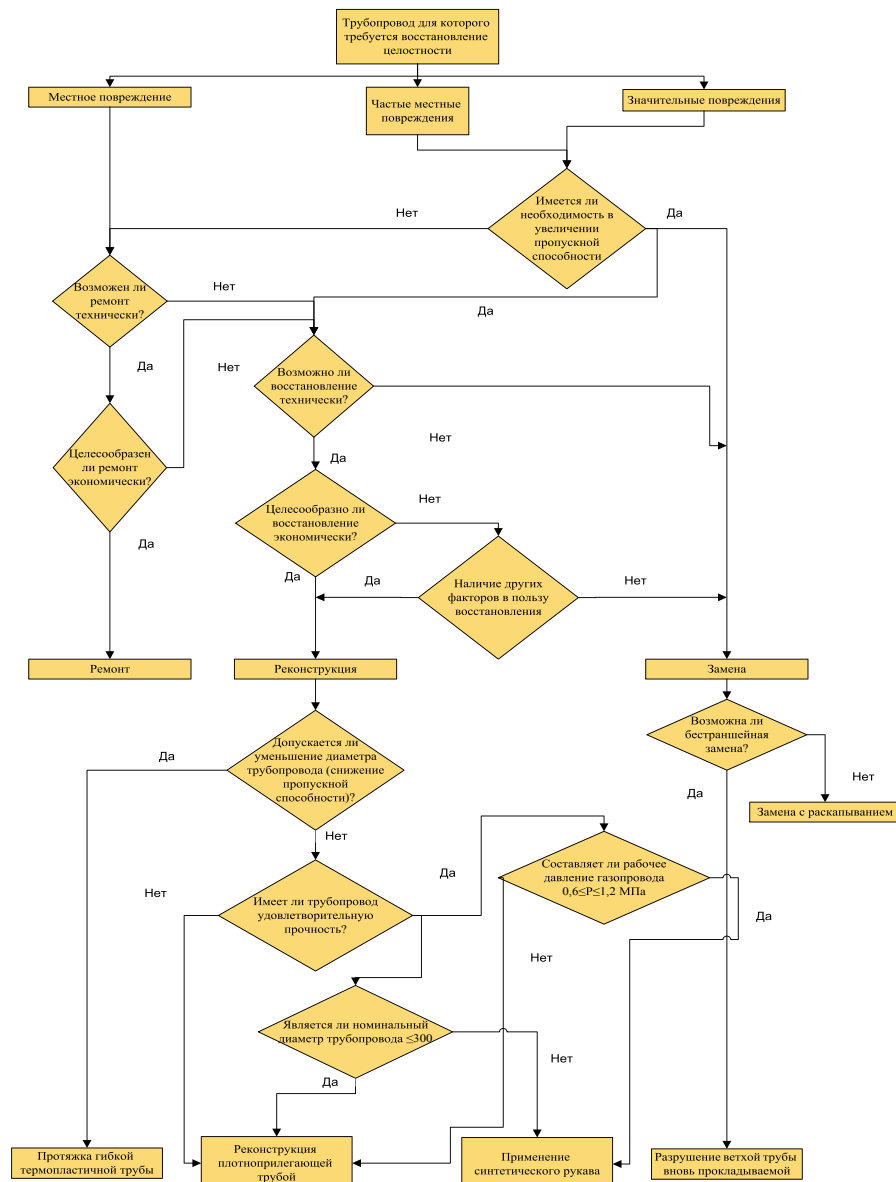 Трубопровод для которого
требуется восстановление
целостности
Местное повреждение
Частые местные
повреждения
Значительные повреждения
Имеется ли
необходимость в
увеличении
пропускной
способности
Нет
Да
Возможен ли
ремонт
технически?
Нет
Да
Да
Нет
Возможно ли
восстановление
технически?
Нет
Целесообразен
ли ремонт
экономически?
Да
Целесообразно ли
восстановление
экономически?
Нет
Да
Да
Да
Наличие других
факторов в пользу
восстановления
Нет
Ремонт
Реконструкция
Замена
Допускается ли
уменьшение диаметра
трубопровода (снижение
пропускной
способности)?
Да
Нет
Возможна ли
бестраншейная
замена?
Нет
Да
Замена с раскапыванием
Имеет ли трубопровод
удовлетворительную
прочность?
Нет
Да
Составляет ли рабочее
давление газопровода
0,6≤P≤1,2 МПа
Да
Нет
Является ли номинальный
диаметр трубопровода ≤300
Нет
Да
Протяжка гибкой
термопластичной трубы
Реконструкция
плотноприлегающей
трубой
Применение
синтетического рукава
Разрушение ветхой трубы
вновь прокладываемой